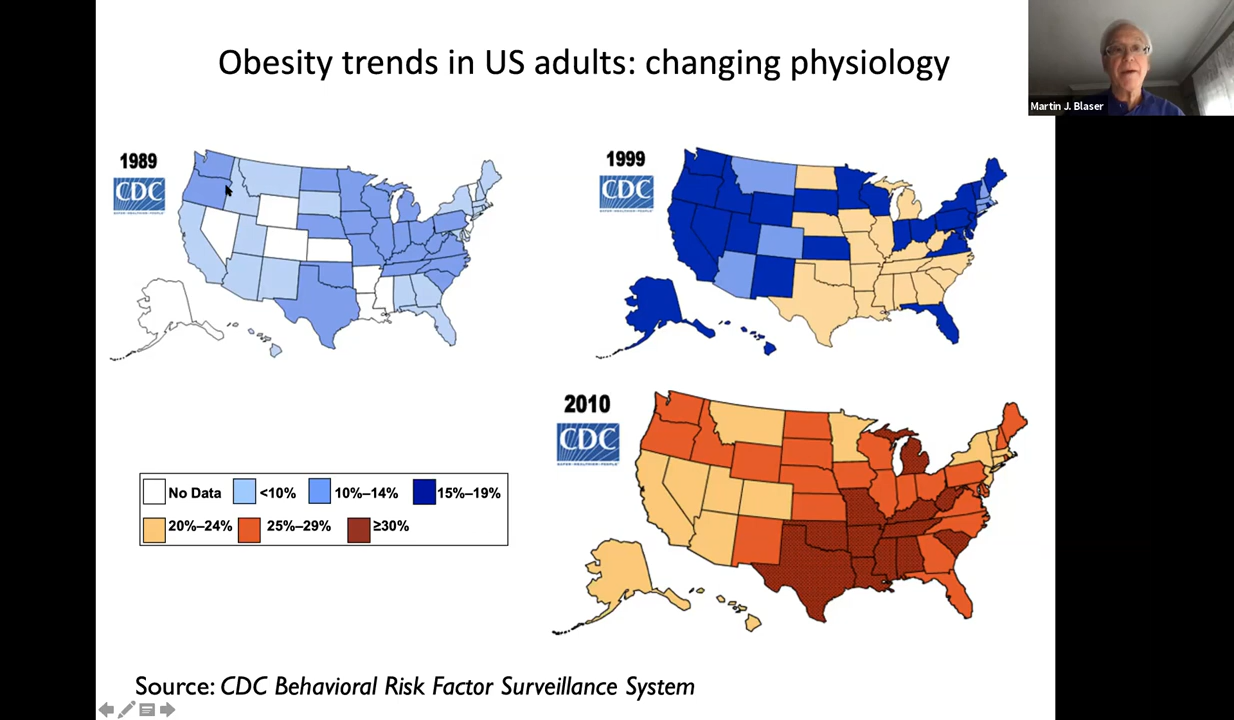 Obesity trends in US adults: changing physiology
Martin J. Blaser
1989
CDC
1999
CDC
2010
CDC
No Data
<10%
10%–14%
15%–19%
20%–24%
25%–29%
≥30%
Source: CDC Behavioral Risk Factor Surveillance System